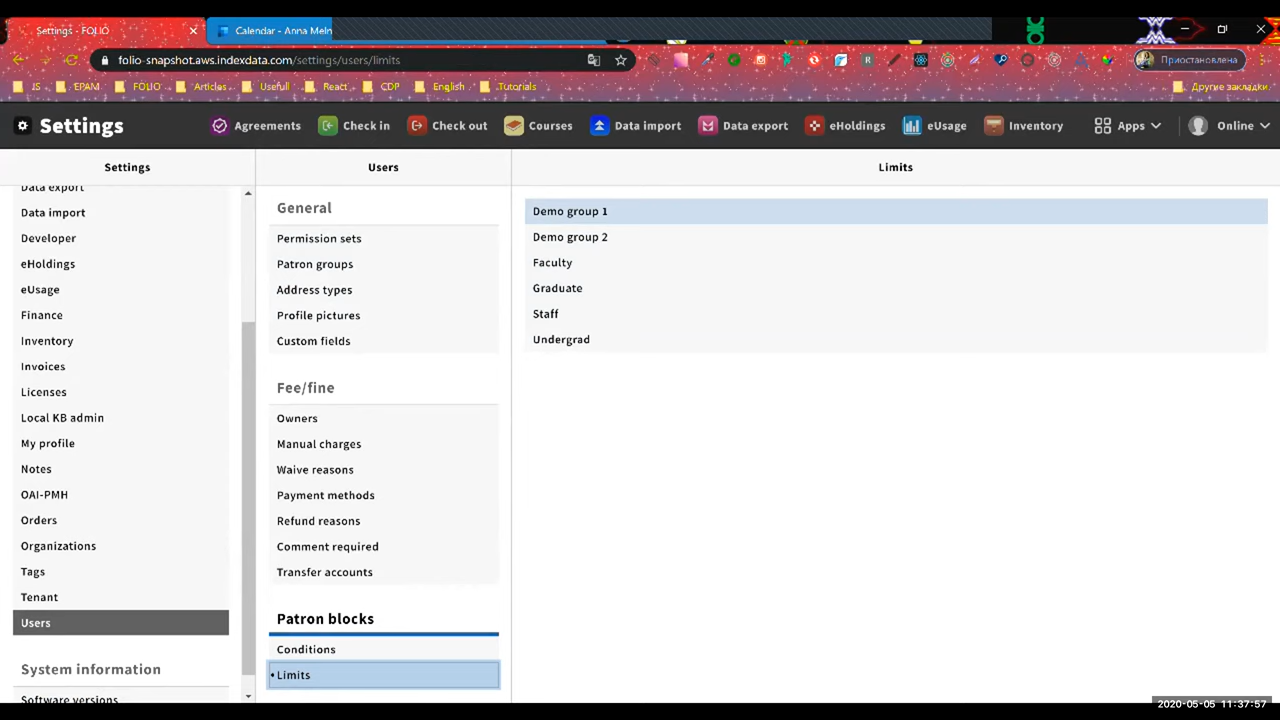 Settings - FOLIO
Calendar - Anna Meln
folio-snapshot.aws.indexdata.com/settings/users/limits
Приостановлена
JS
EPAM
FOLIO
Articles
Usefull
React
CDP
English
Tutorials
Другие закладки
Settings
Agreements
Check in
Check out
Courses
Data import
Data export
eHoldings
eUsage
Inventory
Apps
Online
Settings
Users
Limits
Data export
Data import
Developer
eHoldings
eUsage
Finance
Inventory
Invoices
Licenses
Local KB admin
My profile
Notes
OAI-PMH
Orders
Organizations
Tags
Tenant
Users
System information
Software versions
General
Permission sets
Patron groups
Address types
Profile pictures
Custom fields
Fee/fine
Owners
Manual charges
Waive reasons
Payment methods
Refund reasons
Comment required
Transfer accounts
Patron blocks
Conditions
• Limits
Demo group 1
Demo group 2
Faculty
Graduate
Staff
Undergrad
2020-05-05 11:37:57